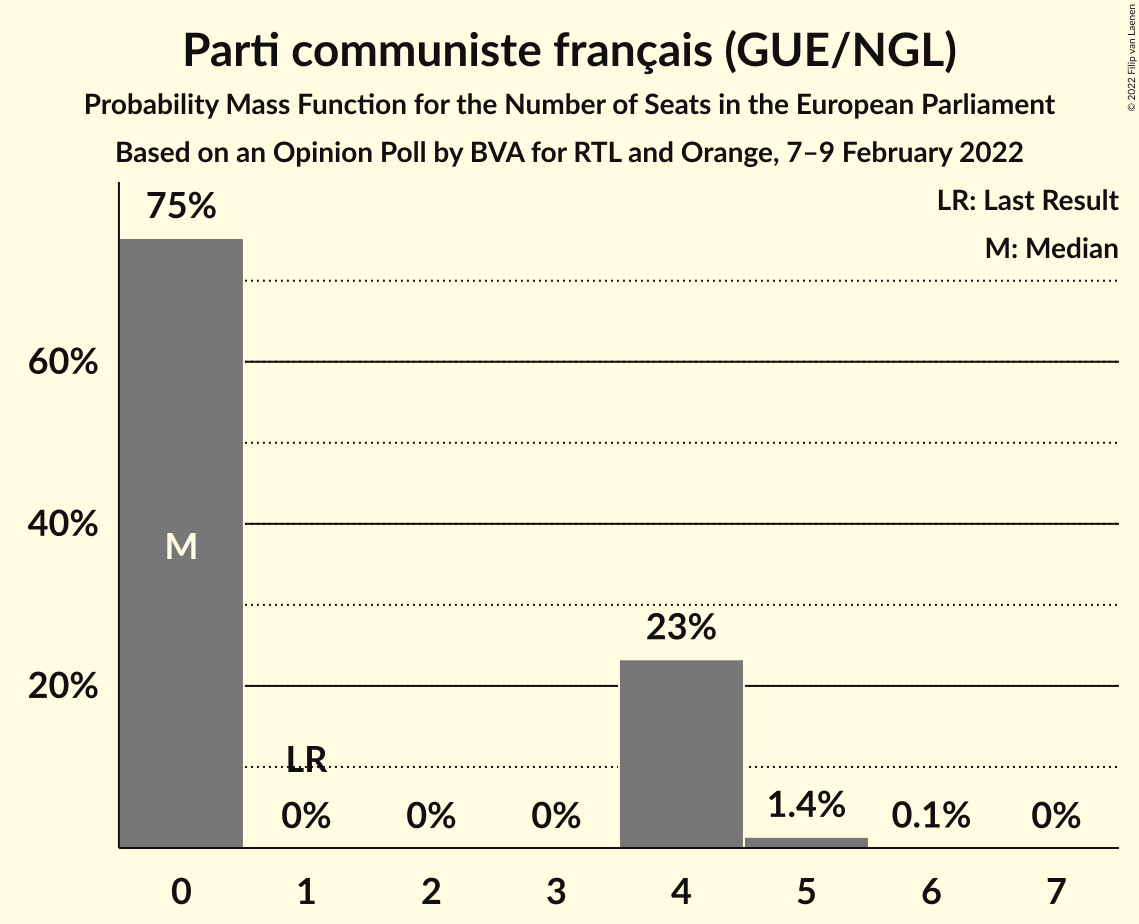 Parti communiste français (GUE/NGL)
Probability Mass Function for the Number of Seats in the European Parliament
Based on an Opinion Poll by BVA for RTL and Orange, 7–9 February 2022
© 2022 Filip van Laenen
LR: Last Result
M: Median
75%
60%
40%
M
23%
20%
LR
0%
0%
0%
1.4%
0.1%
0%
0 1 2 3 4 5 6 7